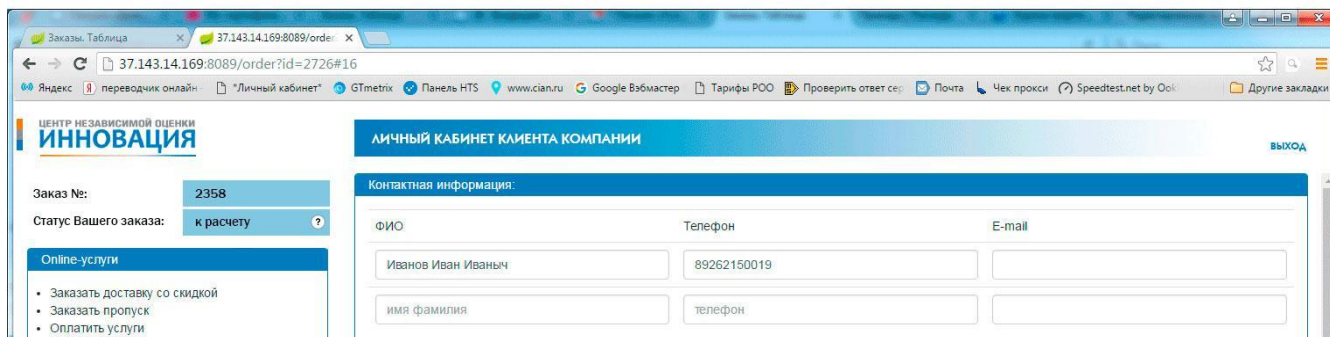 Заказы. Таблица
37.143.14.169:8089/order
37.143.14.169:8089/order?id=2726#16
Яндекс переводчик онлайн "Личный кабинет" GTmetrix Панель HTS www.cian.ru Google Вэбмастер Тарифы РОО Проверить ответ сер Почта Чек прокси Speedtest.net by Ook Другие закладки
ЦЕНТР НЕЗАВИСИМОЙ ОЦЕНКИ
ИННОВАЦИЯ
ЛИЧНЫЙ КАБИНЕТ КЛИЕНТА КОМПАНИИ
ВЫХОД
Заказ №: 2358
Статус Вашего заказа: к расчету ?
Online-услуги
• Заказать доставку со скидкой
• Заказать пропуск
• Оплатить услуги
Контактная информация:
ФИО Телефон E-mail
Иванов Иван Иваныч 89262150019
имя фамилия телефон